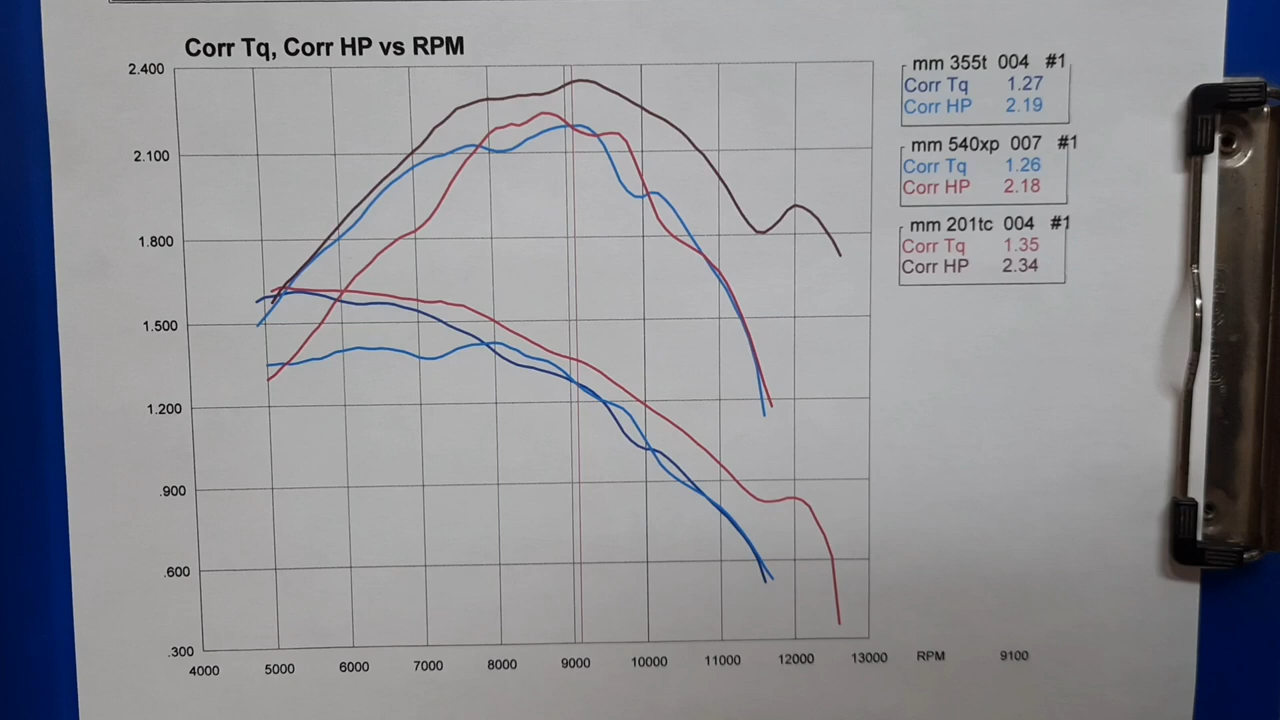 Corr Tq, Corr HP vs RPM
2.400
2.100
1.800
1.500
1.200
.900
.600
.300
4000 5000 6000 7000 8000 9000 10000 11000 12000 13000 RPM 9100
mm 355t 004 #1
Corr Tq 1.27
Corr HP 2.19
mm 540xp 007 #1
Corr Tq 1.26
Corr HP 2.18
mm 201tc 004 #1
Corr Tq 1.35
Corr HP 2.34